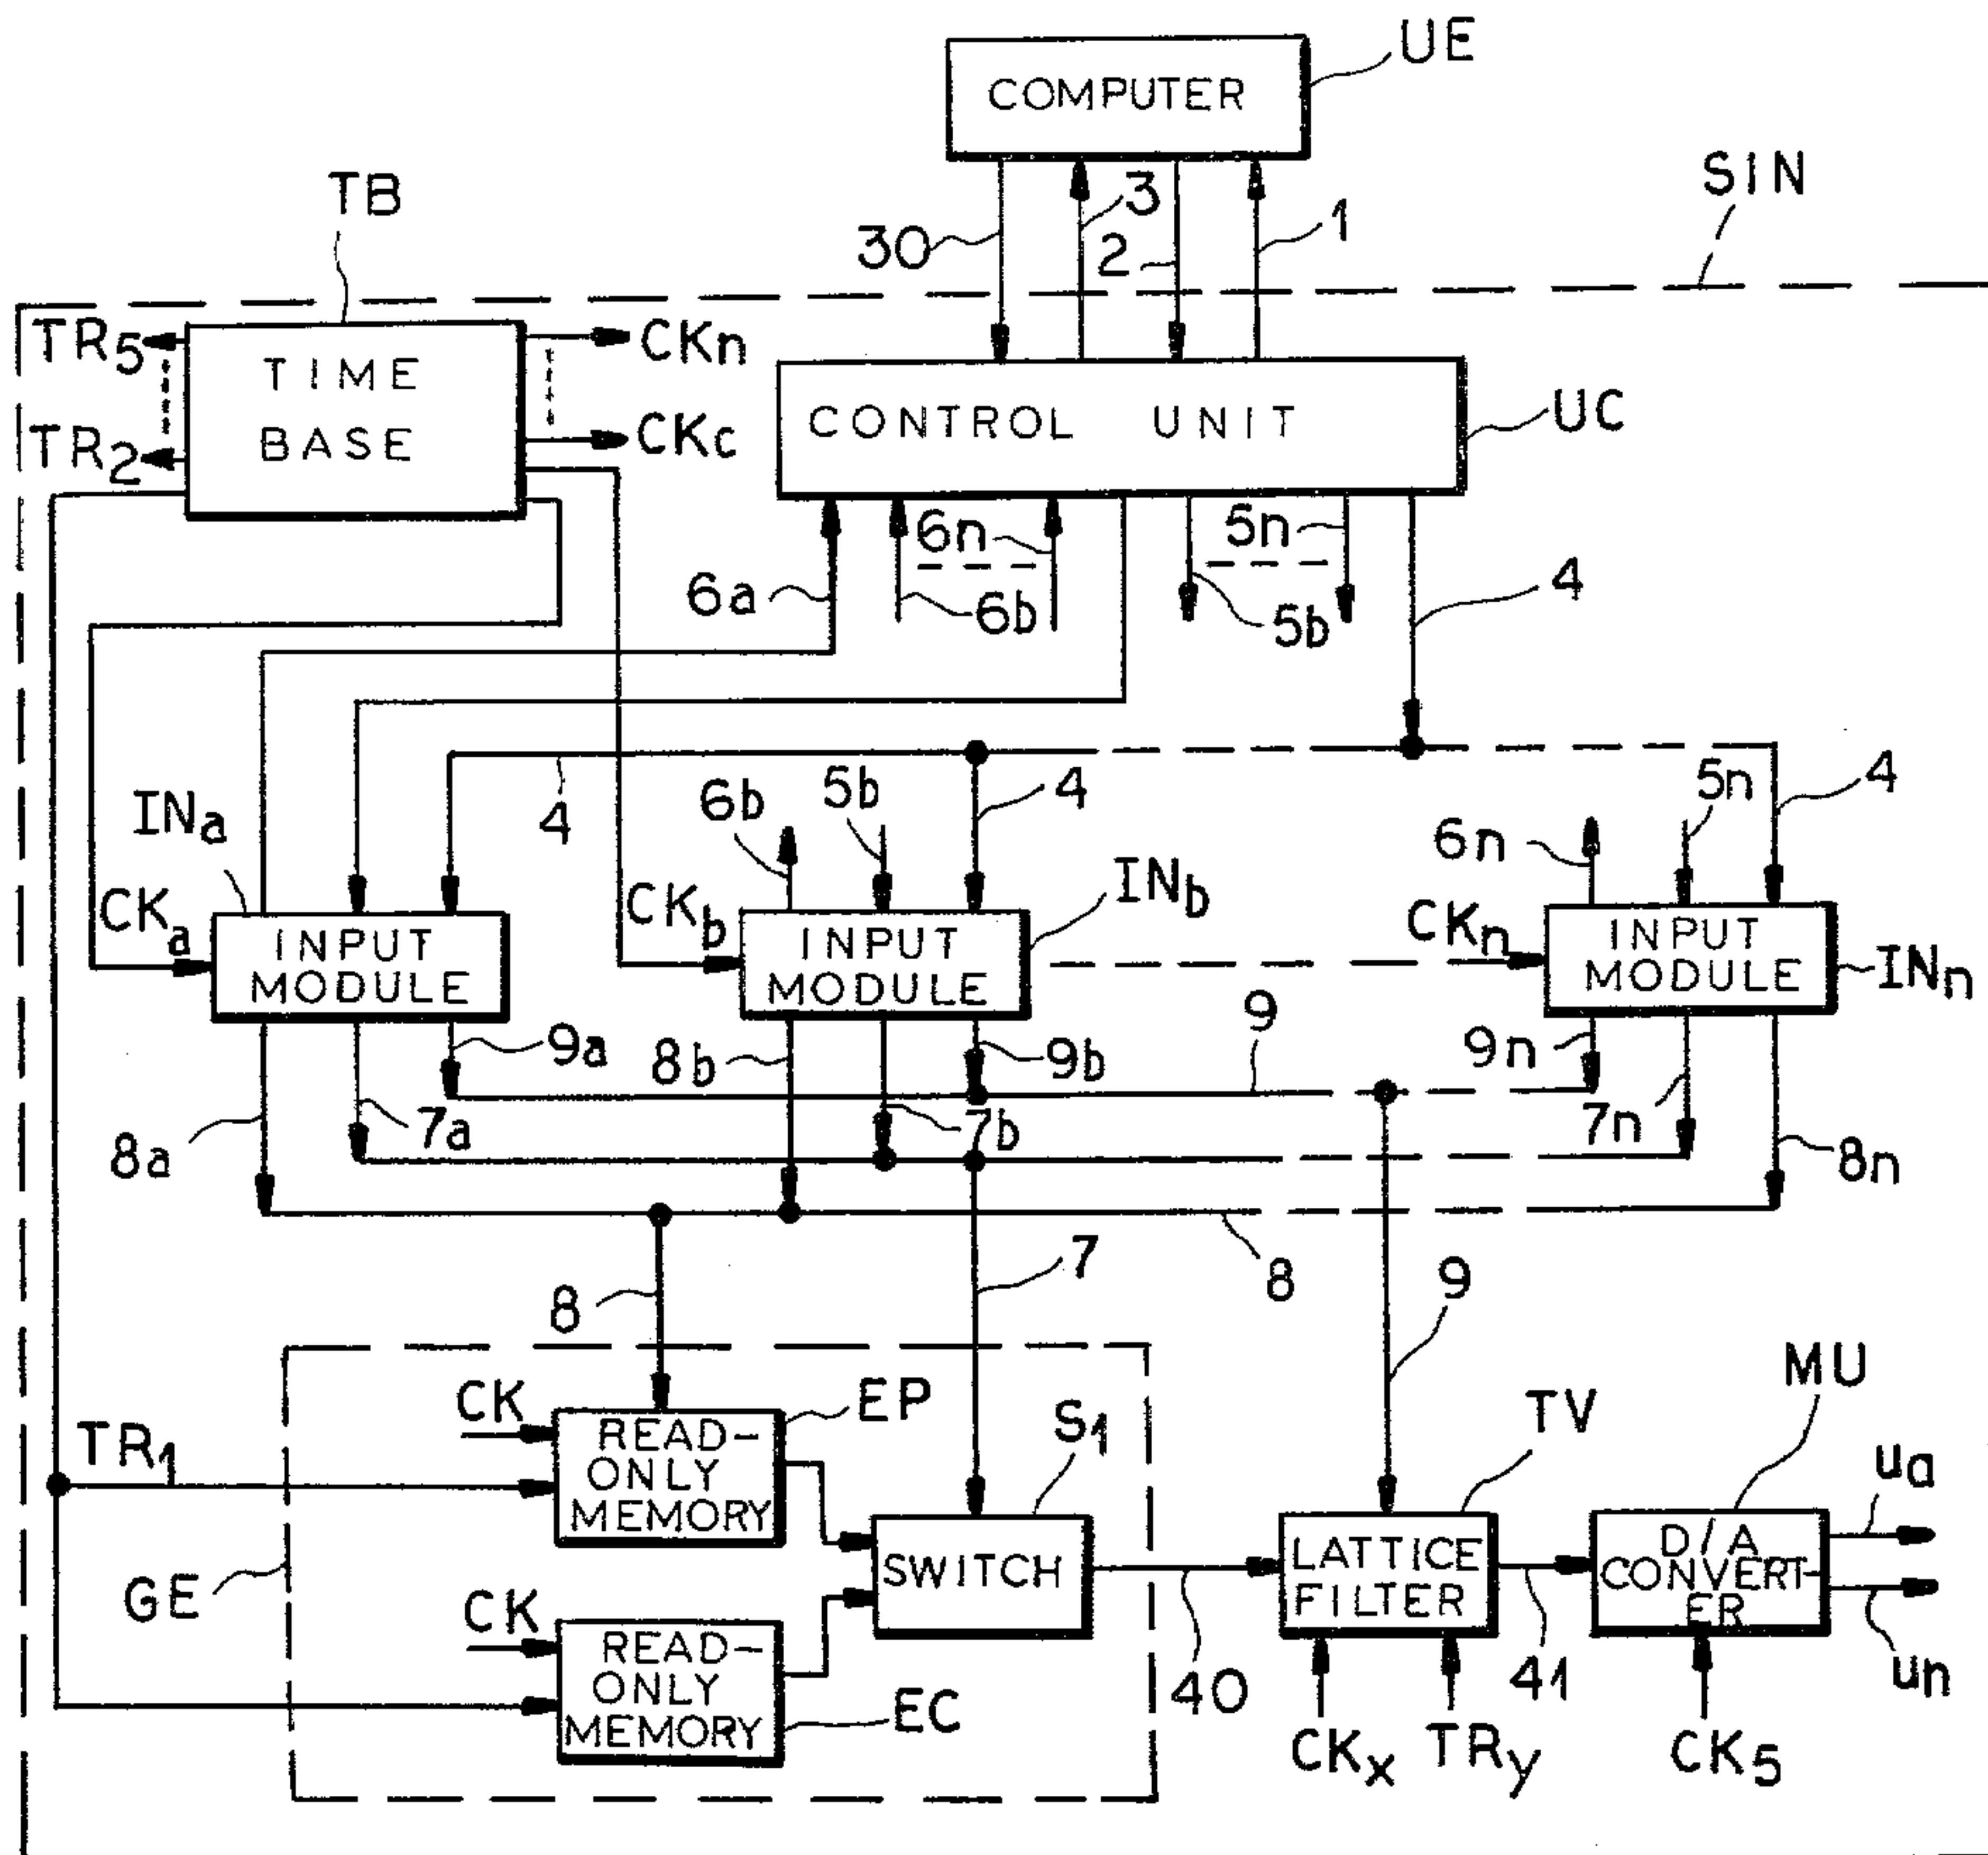 UE
COMPUTER
SIN
TB
30
3
2
1
TR5
CKn
TIME
BASE
TR2
CKc
CONTROL UNIT
UC
6a
6b
6n
5b
5n
4
4
6b
5b
4
6n
5n
4
INa
CKa
INPUT
MODULE
CKb
INPUT
MODULE
INb
CKn
INPUT
MODULE
INn
8a
7a
9a
8b
7b
9b
9
9n
7n
8n
8
7
8
9
GE
CK
TR1
READ-
ONLY
MEMORY
EP
S1
SWITCH
CK
READ-
ONLY
MEMORY
EC
40
TV
LATTICE
FILTER
CKx
TRy
41
MU
D/A
CONVERT-
ER
CK5
ua
un